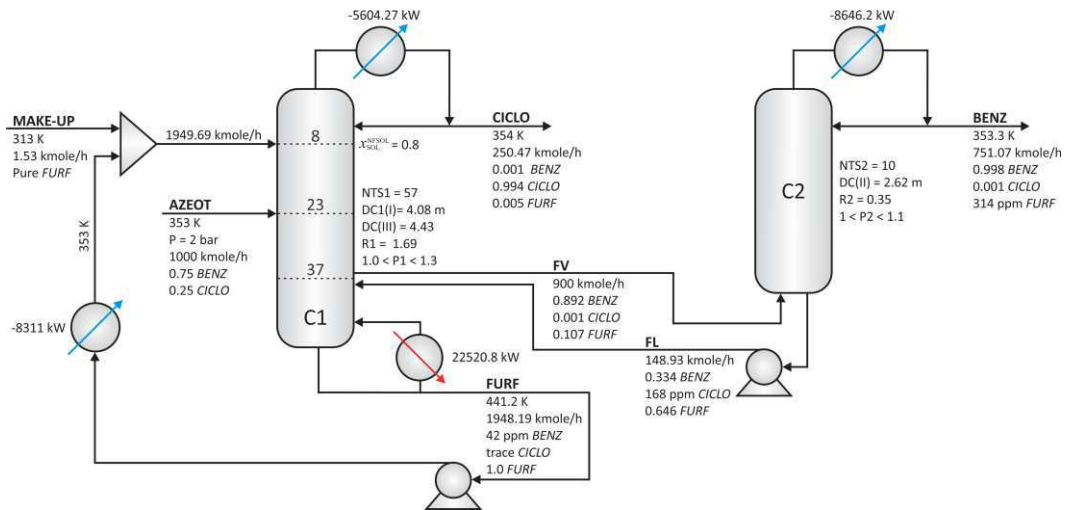 -5604.27 kW
-8646.2 kW
MAKE-UP
313 K
1.53 kmole/h
Pure FURF
1949.69 kmole/h
8
x_SOL^NFSOL = 0.8
CICLO
354 K
250.47 kmole/h
0.001 BENZ
0.994 CICLO
0.005 FURF
BENZ
353.3 K
751.07 kmole/h
0.998 BENZ
0.001 CICLO
314 ppm FURF
C2
NTS2 = 10
DC(II) = 2.62 m
R2 = 0.35
1 < P2 < 1.1
353 K
AZEOT
353 K
P = 2 bar
1000 kmole/h
0.75 BENZ
0.25 CICLO
23
NTS1 = 57
DC1(I)= 4.08 m
DC(III) = 4.43
R1 = 1.69
1.0 < P1 < 1.3
37
C1
FV
900 kmole/h
0.892 BENZ
0.001 CICLO
0.107 FURF
-8311 kW
22520.8 kW
FL
148.93 kmole/h
0.334 BENZ
168 ppm CICLO
0.646 FURF
FURF
441.2 K
1948.19 kmole/h
42 ppm BENZ
trace CICLO
1.0 FURF